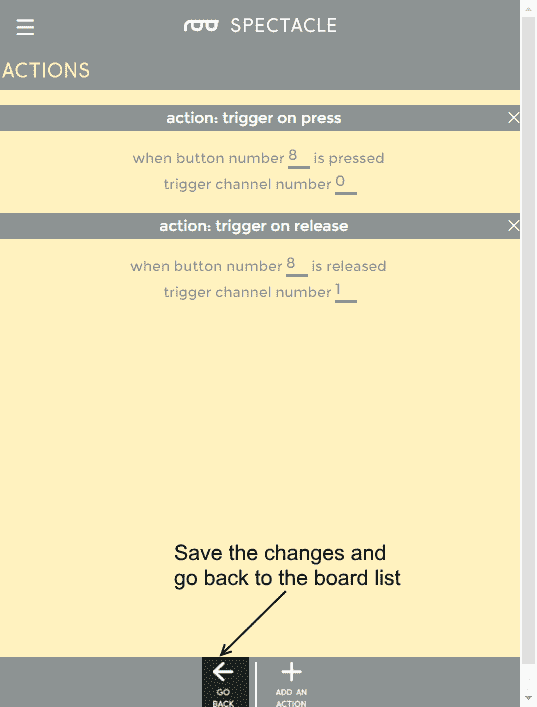 SPECTACLE
ACTIONS
action: trigger on press
when button number 8 is pressed
trigger channel number 0
action: trigger on release
when button number 8 is released
trigger channel number 1
Save the changes and
go back to the board list
GO
BACK
ADD AN
ACTION